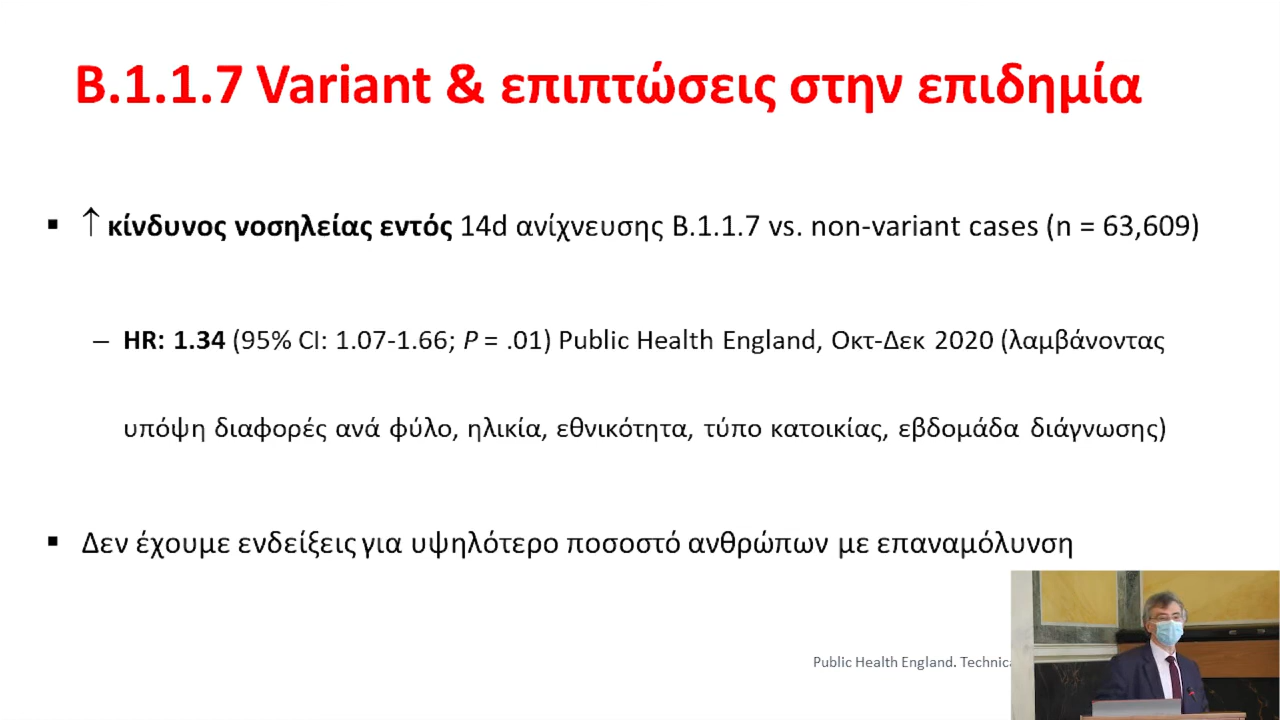 B.1.1.7 Variant & επιπτώσεις στην επιδημία
▪ ↑ κίνδυνος νοσηλείας εντός 14d ανίχνευσης B.1.1.7 vs. non-variant cases (n = 63,609)
– HR: 1.34 (95% CI: 1.07-1.66; P = .01) Public Health England, Οκτ-Δεκ 2020 (λαμβάνοντας
υπόψη διαφορές ανά φύλο, ηλικία, εθνικότητα, τύπο κατοικίας, εβδομάδα διάγνωσης)
▪ Δεν έχουμε ενδείξεις για υψηλότερο ποσοστό ανθρώπων με επαναμόλυνση
Public Health England.